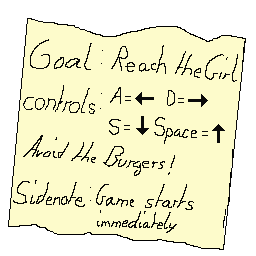 Goal: Reach the Girl
controls: A=← D=→
S=↓ Space=↑
Avoid the Burgers!
Sidenote: Game starts
immediately